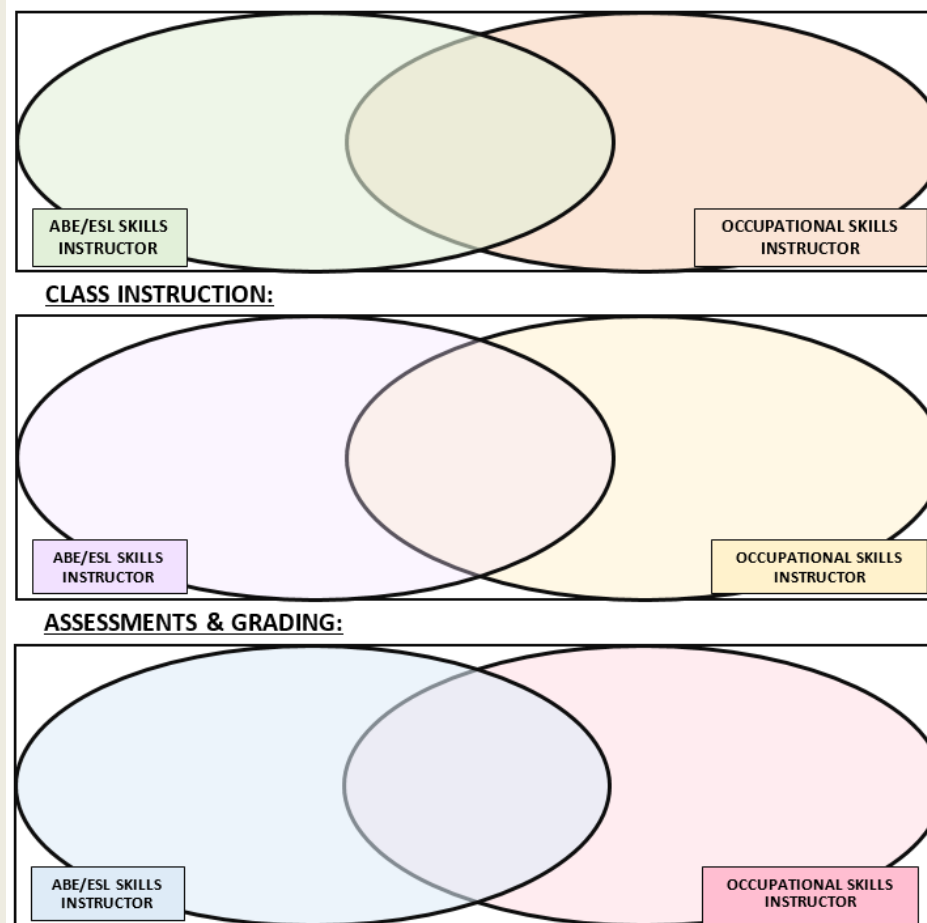 ABE/ESL SKILLS
INSTRUCTOR
OCCUPATIONAL SKILLS
INSTRUCTOR
CLASS INSTRUCTION:
ABE/ESL SKILLS
INSTRUCTOR
OCCUPATIONAL SKILLS
INSTRUCTOR
ASSESSMENTS & GRADING:
ABE/ESL SKILLS
INSTRUCTOR
OCCUPATIONAL SKILLS
INSTRUCTOR